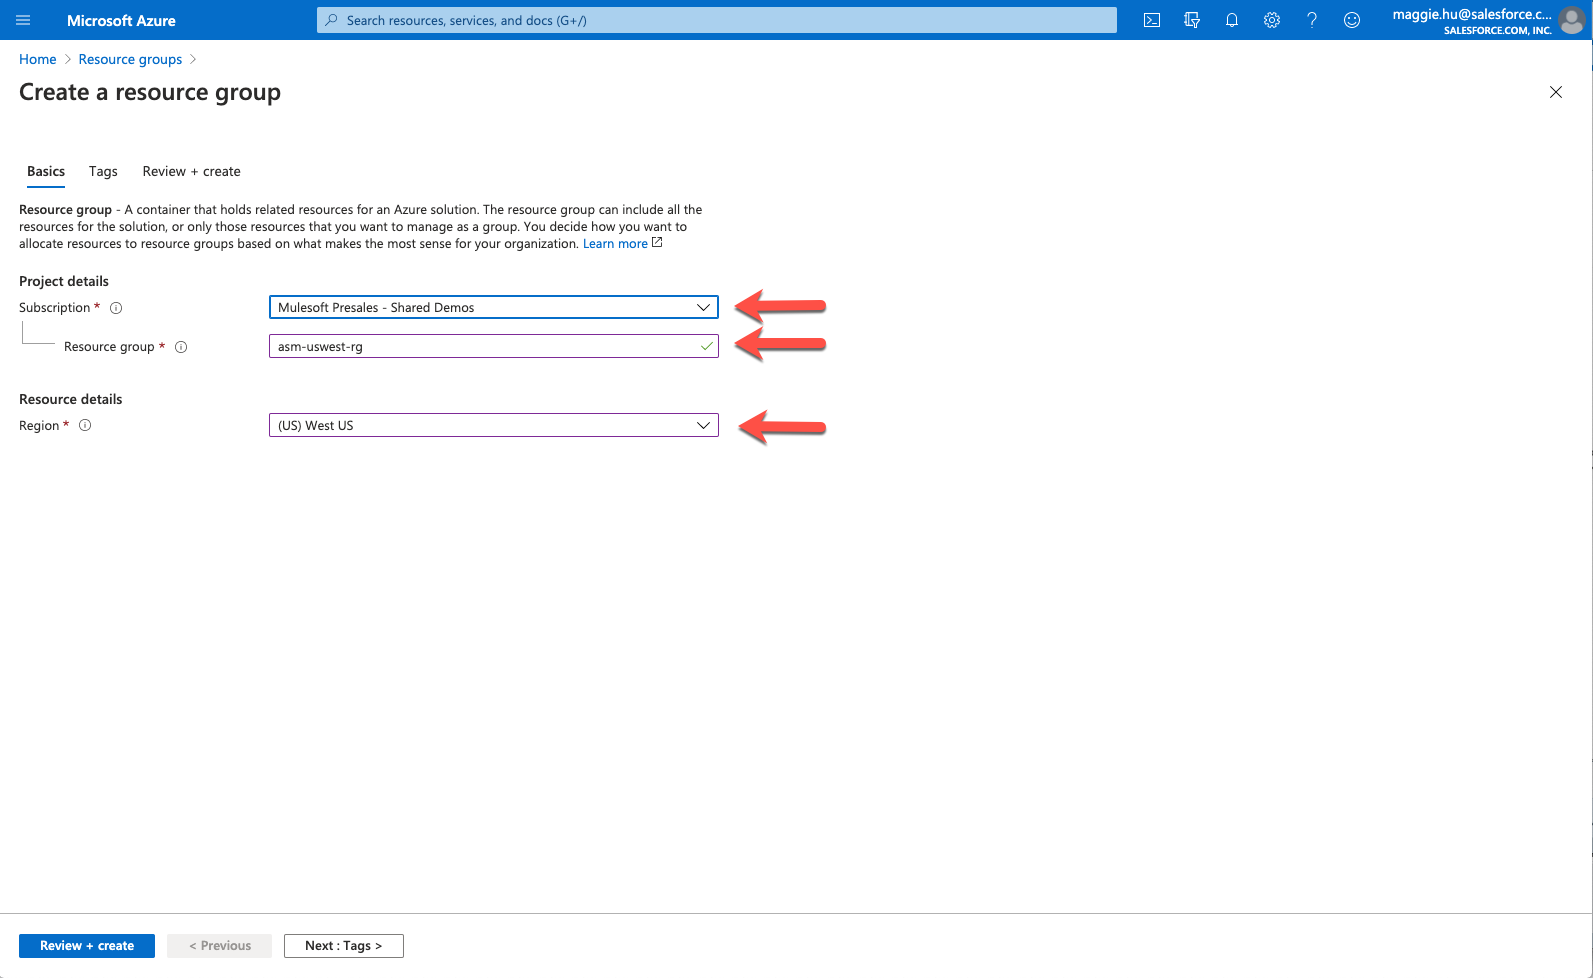 Microsoft Azure
Search resources, services, and docs (G+/)
maggie.hu@salesforce.c...
SALESFORCE.COM, INC.
Home > Resource groups >
Create a resource group
Basics Tags Review + create
Resource group - A container that holds related resources for an Azure solution. The resource group can include all the
resources for the solution, or only those resources that you want to manage as a group. You decide how you want to
allocate resources to resource groups based on what makes the most sense for your organization. Learn more
Project details
Subscription * Mulesoft Presales - Shared Demos
Resource group * asm-uswest-rg
Resource details
Region * (US) West US
Review + create < Previous Next : Tags >